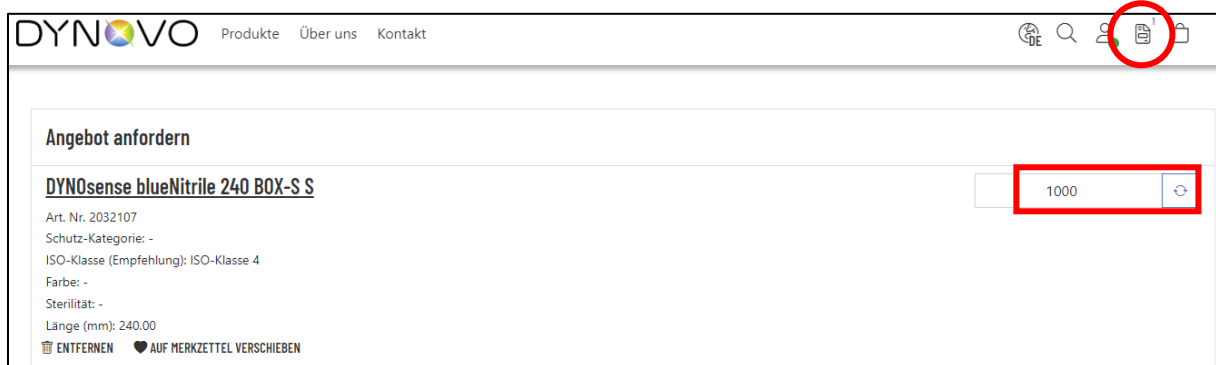 DYNOVO Produkte Über uns Kontakt DE 1
Angebot anfordern
DYNOsense blueNitrile 240 BOX-S S 1000
Art. Nr. 2032107
Schutz-Kategorie: -
ISO-Klasse (Empfehlung): ISO-Klasse 4
Farbe: -
Sterilität: -
Länge (mm): 240.00
ENTFERNEN AUF MERKZETTEL VERSCHIEBEN